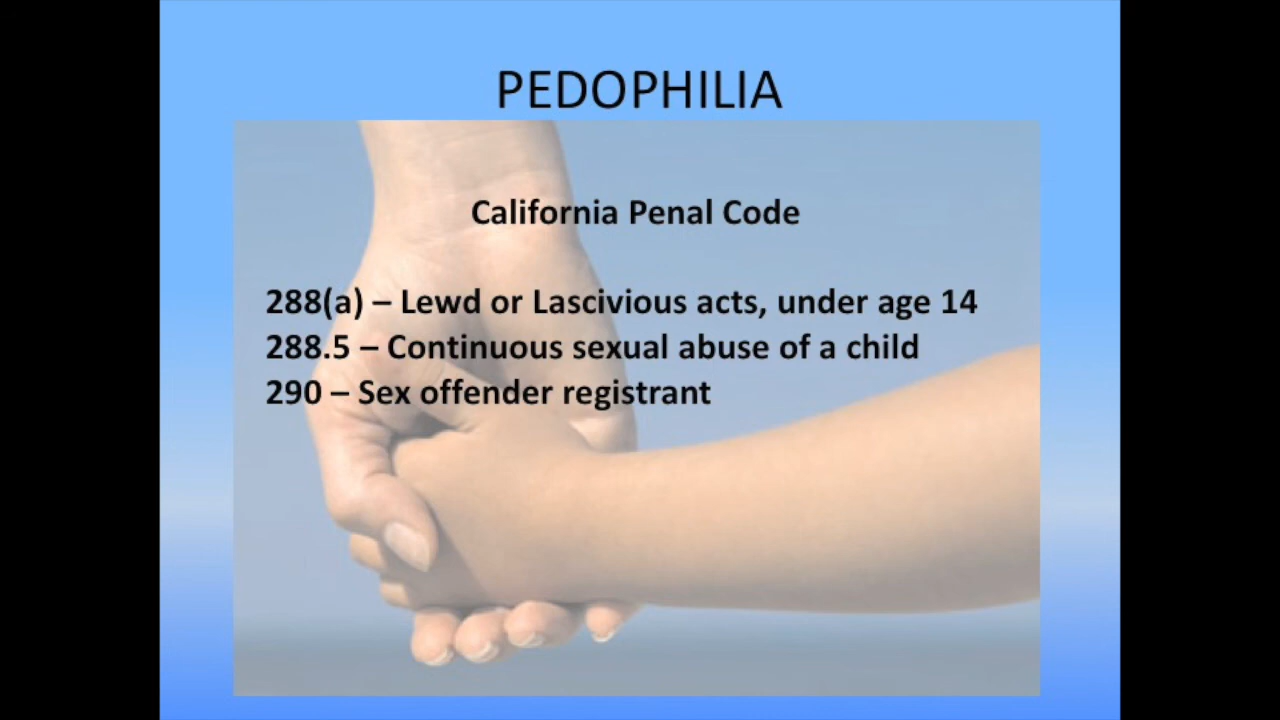 PEDOPHILIA
California Penal Code
288(a) – Lewd or Lascivious acts, under age 14
288.5 – Continuous sexual abuse of a child
290 – Sex offender registrant